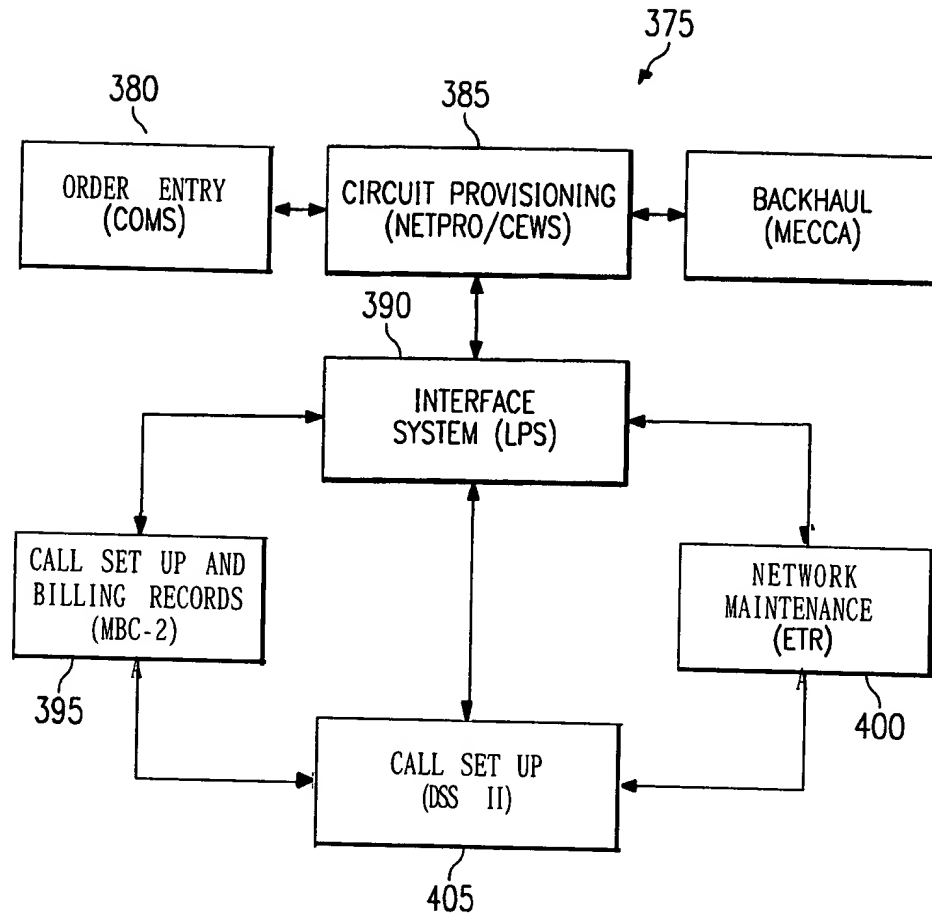 375
380
385
ORDER ENTRY
(COMS)
CIRCUIT PROVISIONING
(NETPRO/CEWS)
BACKHAUL
(MECCA)
390
INTERFACE
SYSTEM (LPS)
CALL SET UP AND
BILLING RECORDS
(MBC-2)
395
NETWORK
MAINTENANCE
(ETR)
400
CALL SET UP
(DSS II)
405